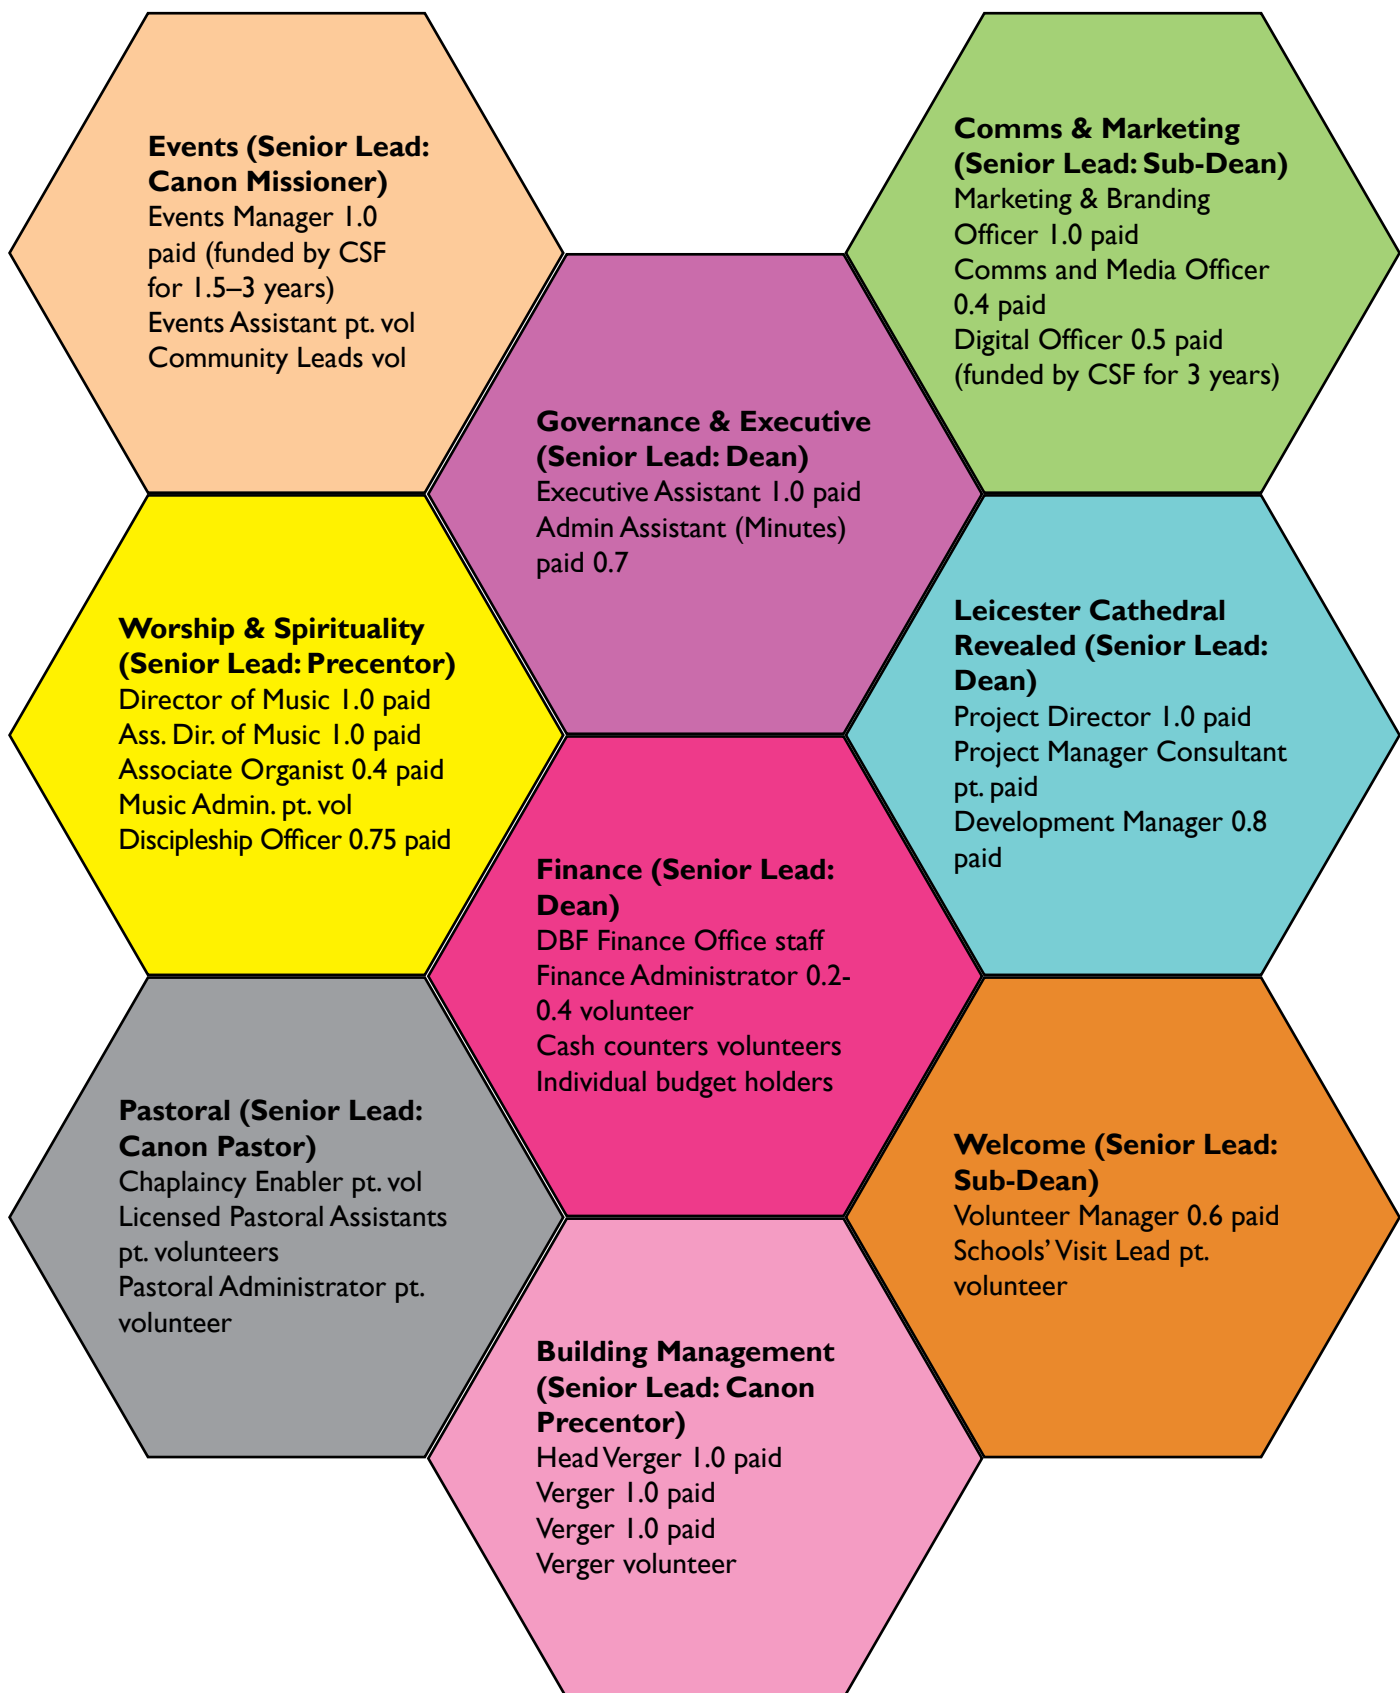 Events (Senior Lead:
Canon Missioner)
Events Manager 1.0
paid (funded by CSF
for 1.5–3 years)
Events Assistant pt. vol
Community Leads vol
Comms & Marketing
(Senior Lead: Sub-Dean)
Marketing & Branding
Officer 1.0 paid
Comms and Media Officer
0.4 paid
Digital Officer 0.5 paid
(funded by CSF for 3 years)
Governance & Executive
(Senior Lead: Dean)
Executive Assistant 1.0 paid
Admin Assistant (Minutes)
paid 0.7
Worship & Spirituality
(Senior Lead: Precentor)
Director of Music 1.0 paid
Ass. Dir. of Music 1.0 paid
Associate Organist 0.4 paid
Music Admin. pt. vol
Discipleship Officer 0.75 paid
Leicester Cathedral
Revealed (Senior Lead:
Dean)
Project Director 1.0 paid
Project Manager Consultant
pt. paid
Development Manager 0.8
paid
Finance (Senior Lead:
Dean)
DBF Finance Office staff
Finance Administrator 0.2-
0.4 volunteer
Cash counters volunteers
Individual budget holders
Pastoral (Senior Lead:
Canon Pastor)
Chaplaincy Enabler pt. vol
Licensed Pastoral Assistants
pt. volunteers
Pastoral Administrator pt.
volunteer
Welcome (Senior Lead:
Sub-Dean)
Volunteer Manager 0.6 paid
Schools' Visit Lead pt.
volunteer
Building Management
(Senior Lead: Canon
Precentor)
Head Verger 1.0 paid
Verger 1.0 paid
Verger 1.0 paid
Verger volunteer